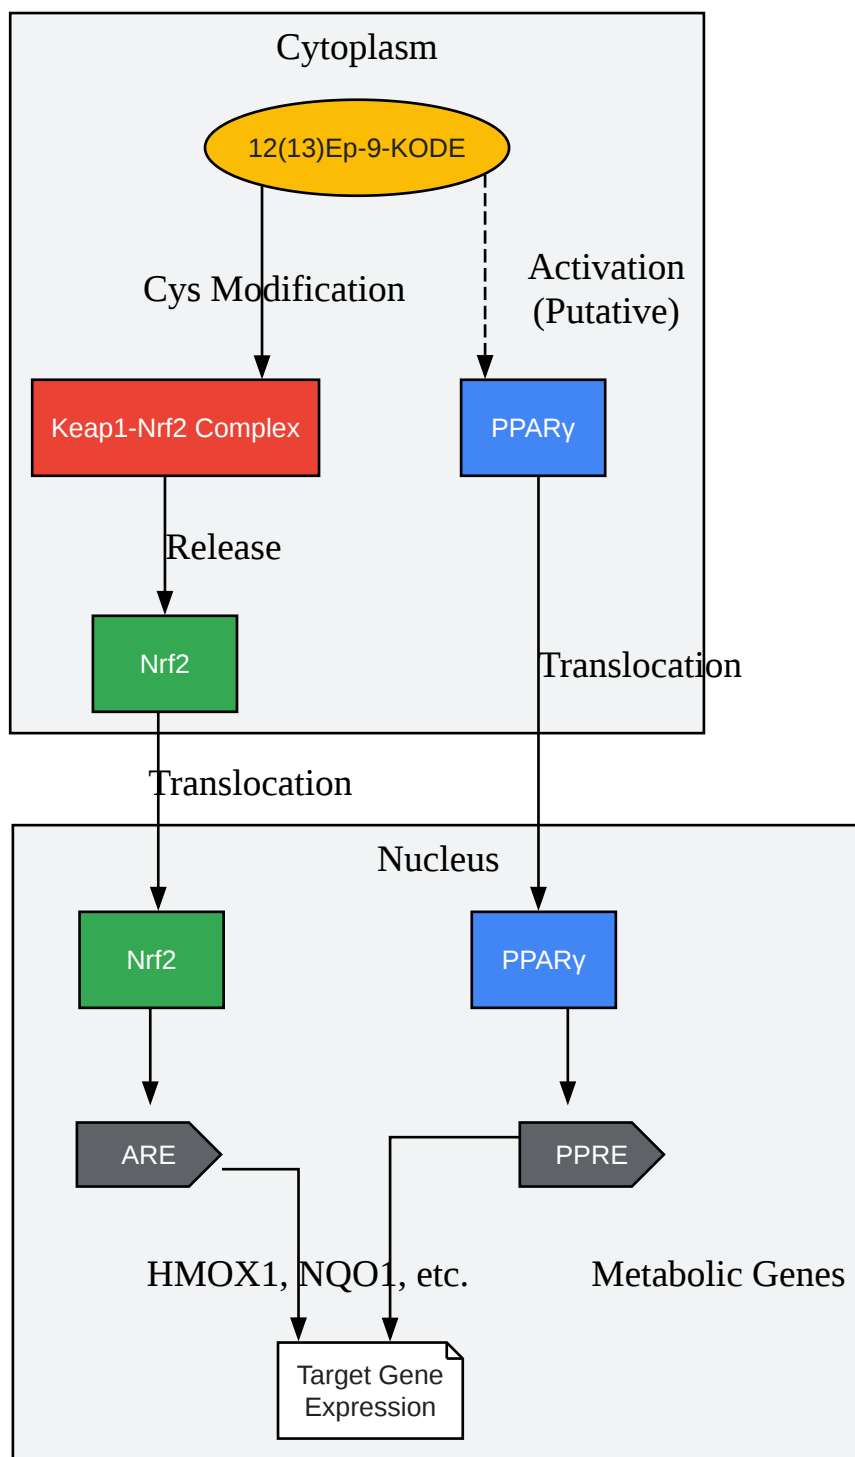 Cytoplasm
12(13)Ep-9-KODE
Cys Modification
Activation
(Putative)
Keap1-Nrf2 Complex
PPARγ
Release
Nrf2
Translocation
Translocation
Nucleus
Nrf2
PPARγ
ARE
PPRE
HMOX1, NQO1, etc.
Metabolic Genes
Target Gene
Expression